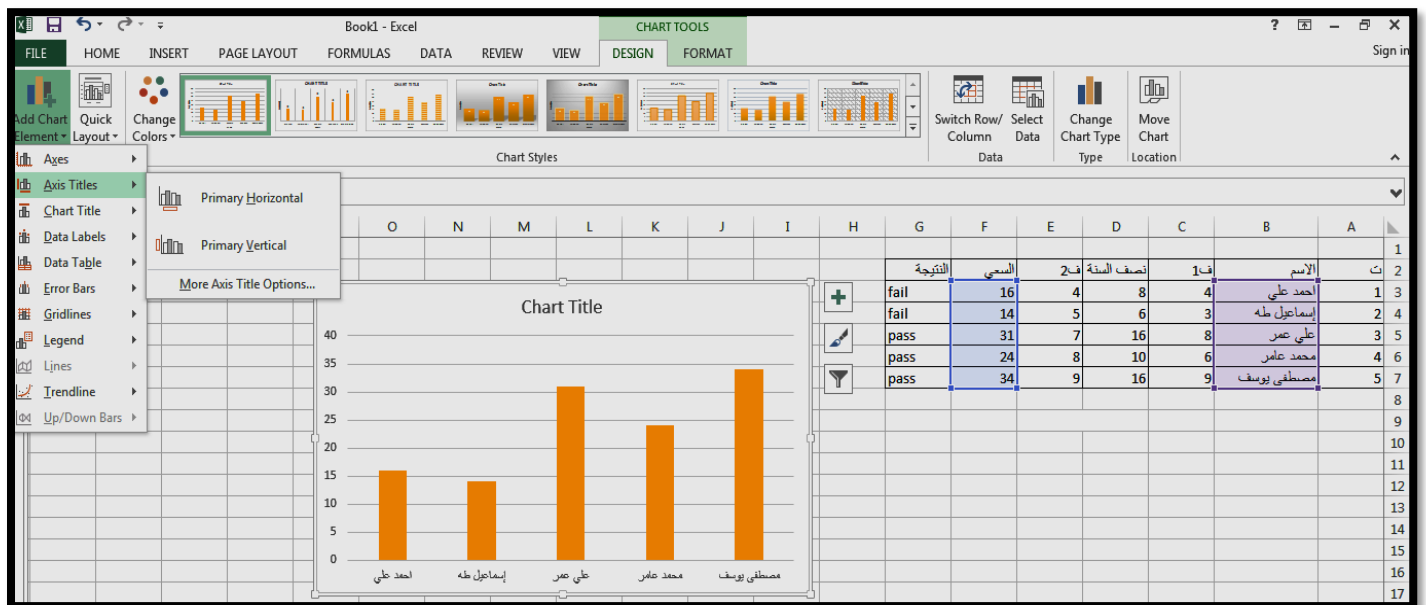 Book1 - Excel
CHART TOOLS
?
Sign in
FILE HOME INSERT PAGE LAYOUT FORMULAS DATA REVIEW VIEW DESIGN FORMAT
Add Chart Element
Quick Layout
Change Colors
Switch Row/ Column
Select Data
Change Chart Type
Move Chart
Chart Styles
Data
Type
Location
Axes
Axis Titles
Chart Title
Data Labels
Data Table
Error Bars
Gridlines
Legend
Lines
Trendline
Up/Down Bars
Primary Horizontal
Primary Vertical
More Axis Title Options...
O N M L K J I H G F E D C B A
1
ت الاسم ف1 نصف السنة ف2 السعي النتيجة 2
1 احمد علي 4 8 4 16 fail 3
2 إسماعيل طه 3 6 5 14 fail 4
3 علي عمر 8 16 7 31 pass 5
4 محمد عامر 6 10 8 24 pass 6
5 مصطفى يوسف 9 16 9 34 pass 7
8
9
10
11
12
13
14
15
16
17
Chart Title
40
35
30
25
20
15
10
5
0
احمد علي
إسماعيل طه
علي عمر
محمد عامر
مصطفى يوسف